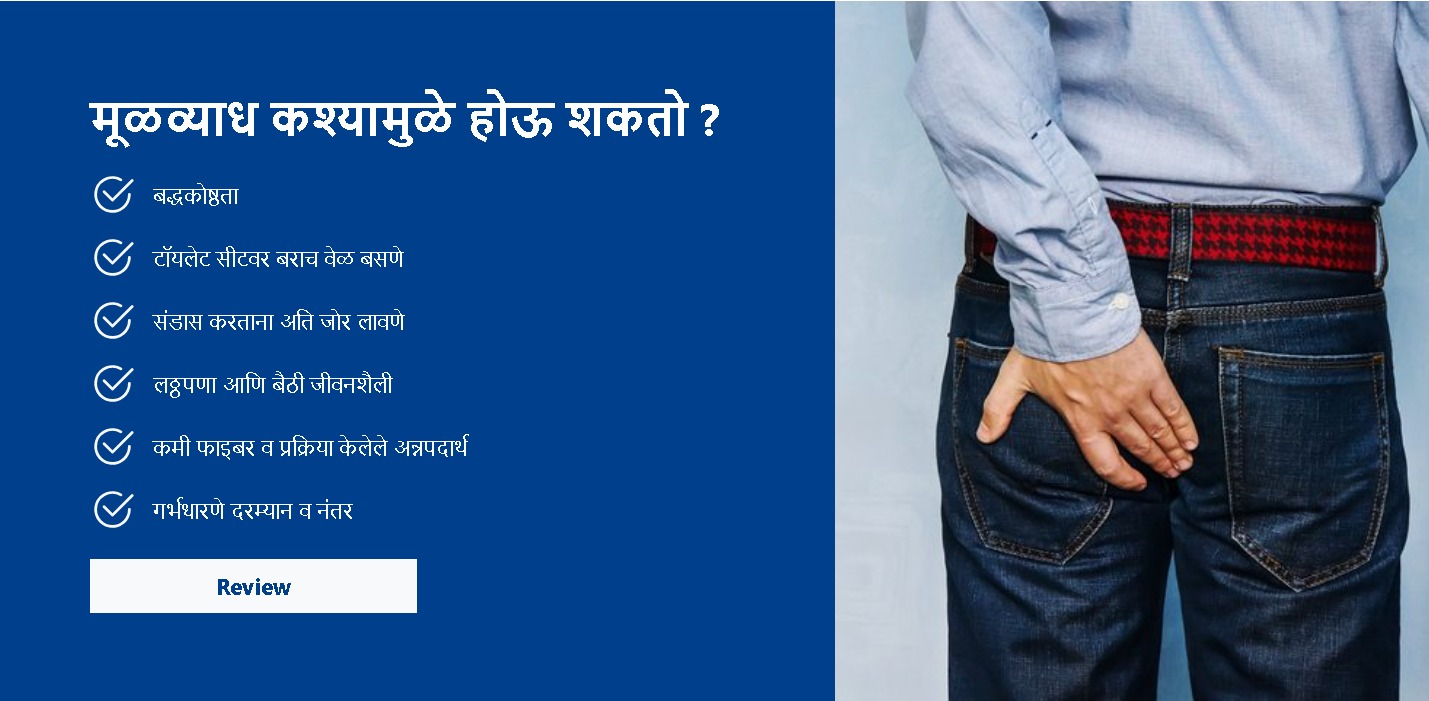 मूळव्याध कश्यामुळे होऊ शकतो ?
बद्धकोष्ठता
टॉयलेट सीटवर बराच वेळ बसणे
संडास करताना अति जोर लावणे
लठ्ठपणा आणि बैठी जीवनशैली
कमी फाइबर व प्रक्रिया केलेले अन्नपदार्थ
गर्भधारणे दरम्यान व नंतर
Review